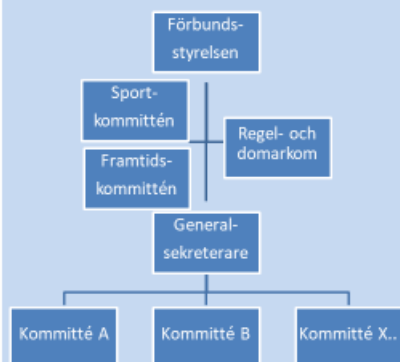 Förbunds-
styrelsen
Sport-
kommittén
Regel- och
domarkom
Framtids-
kommittén
General-
sekreterare
Kommitté A
Kommitté B
Kommitté X..